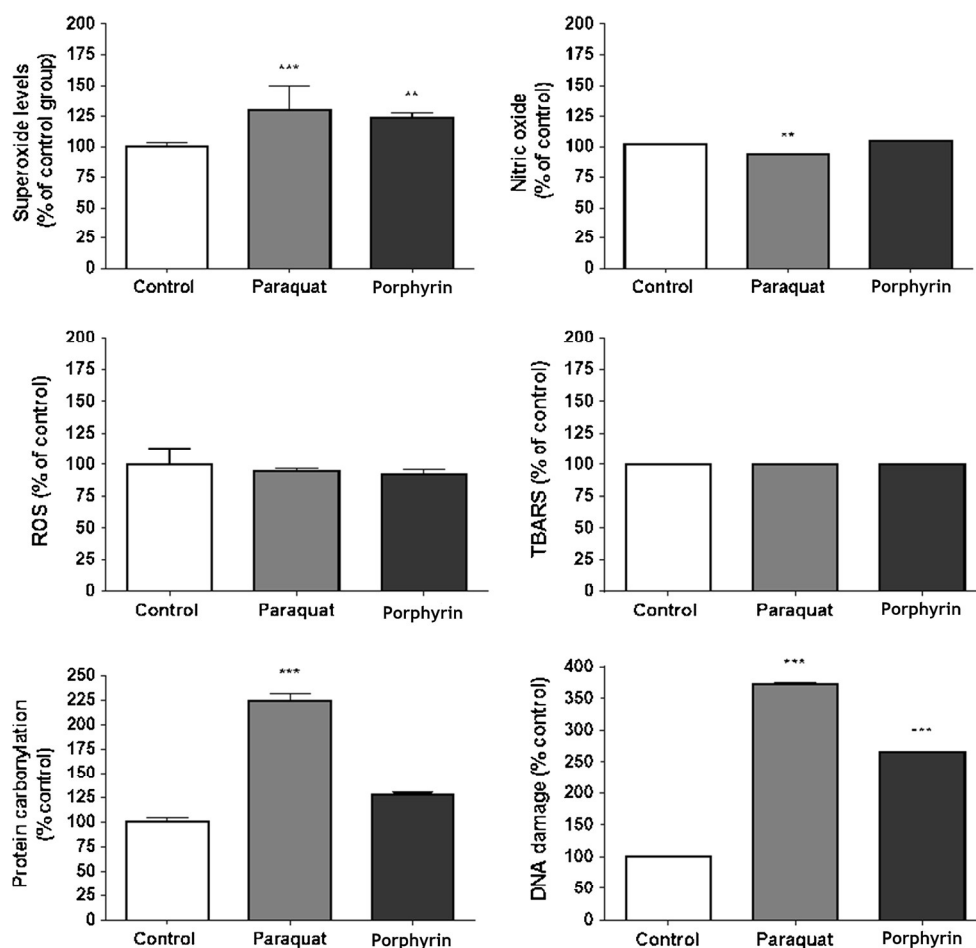 Superoxide levels
(% of control group)
200
175
150
125
100
75
50
25
0
***
**
Control
Paraquat
Porphyrin
Nitric oxide
(% of control)
200
175
150
125
100
75
50
25
0
**
Control
Paraquat
Porphyrin
ROS (% of control)
200
175
150
125
100
75
50
25
0
Control
Paraquat
Porphyrin
TBARS (% of control)
200
175
150
125
100
75
50
25
0
Control
Paraquat
Porphyrin
Protein carbonylation
(% control)
250
225
200
175
150
125
100
75
50
25
0
***
Control
Paraquat
Porphyrin
DNA damage (% control)
400
350
300
250
200
150
100
50
0
***
***
Control
Paraquat
Porphyrin